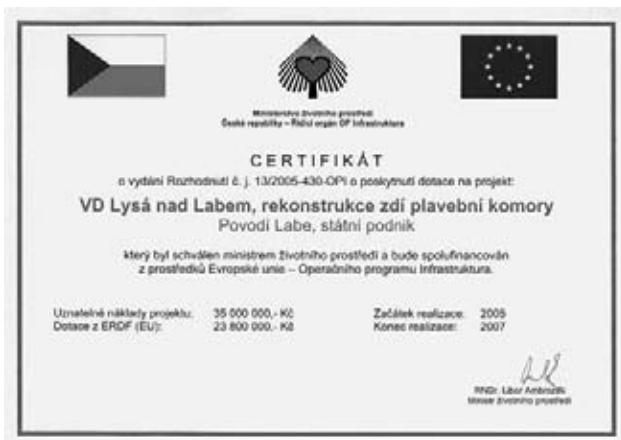 Ministerstvo životního prostředí
České republiky – Řídící orgán OP Infrastruktura
CERTIFIKÁT
o vydání Rozhodnutí č. j. 13/2005-430-OPI o poskytnutí dotace na projekt:
VD Lysá nad Labem, rekonstrukce zdí plavební komory
Povodí Labe, státní podnik
který byl schválen ministrem životního prostředí a bude spolufinancován
z prostředků Evropské unie – Operačního programu Infrastruktura.
Uznatelné náklady projektu: 35 000 000,- Kč Začátek realizace: 2005
Dotace z ERDF (EU): 23 800 000,- Kč Konec realizace: 2007
RNDr. Libor Ambrozek
Ministr životního prostředí